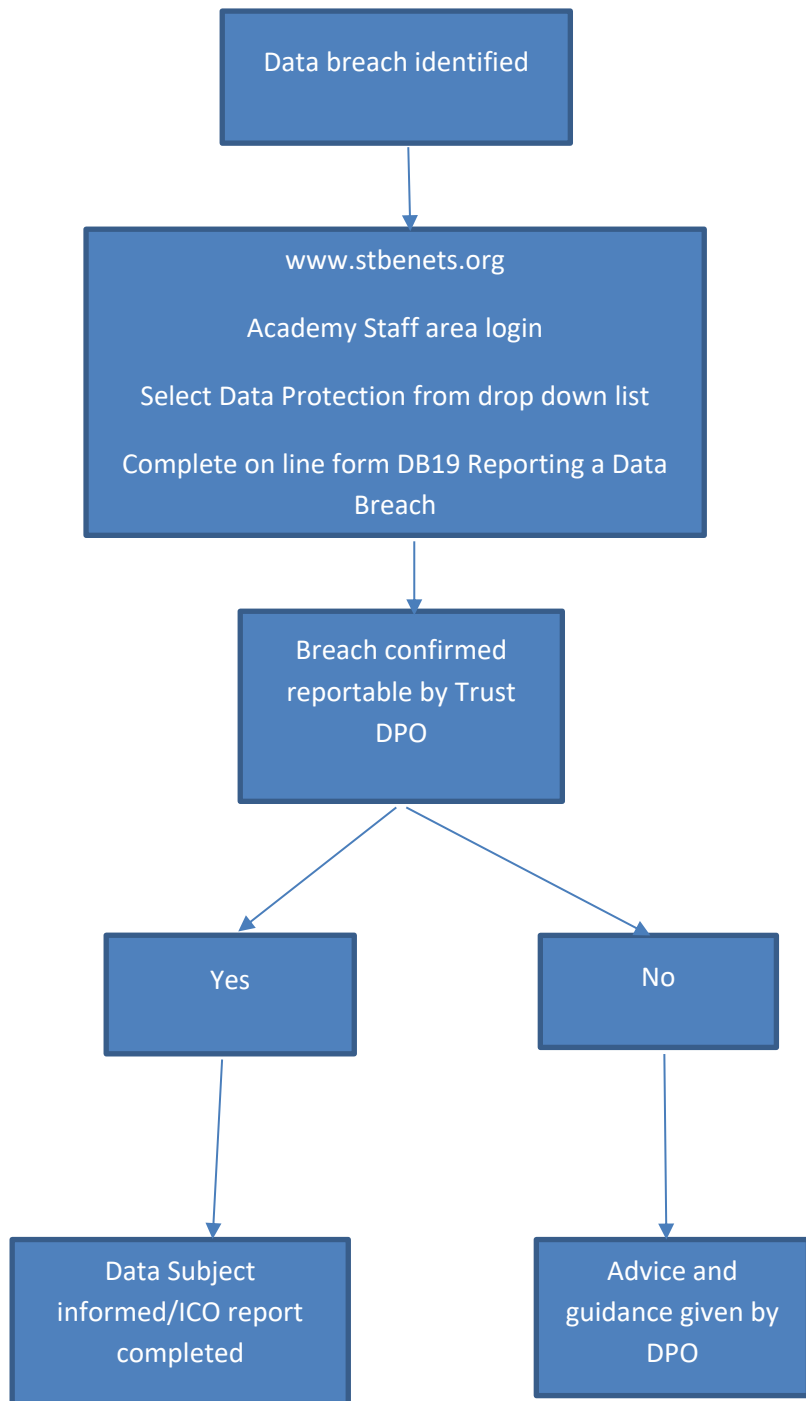 Data breach identified
www.stbenets.org
Academy Staff area login
Select Data Protection from drop down list
Complete on line form DB19 Reporting a Data
Breach
Breach confirmed
reportable by Trust
DPO
Yes
No
Data Subject
informed/ICO report
completed
Advice and
guidance given by
DPO